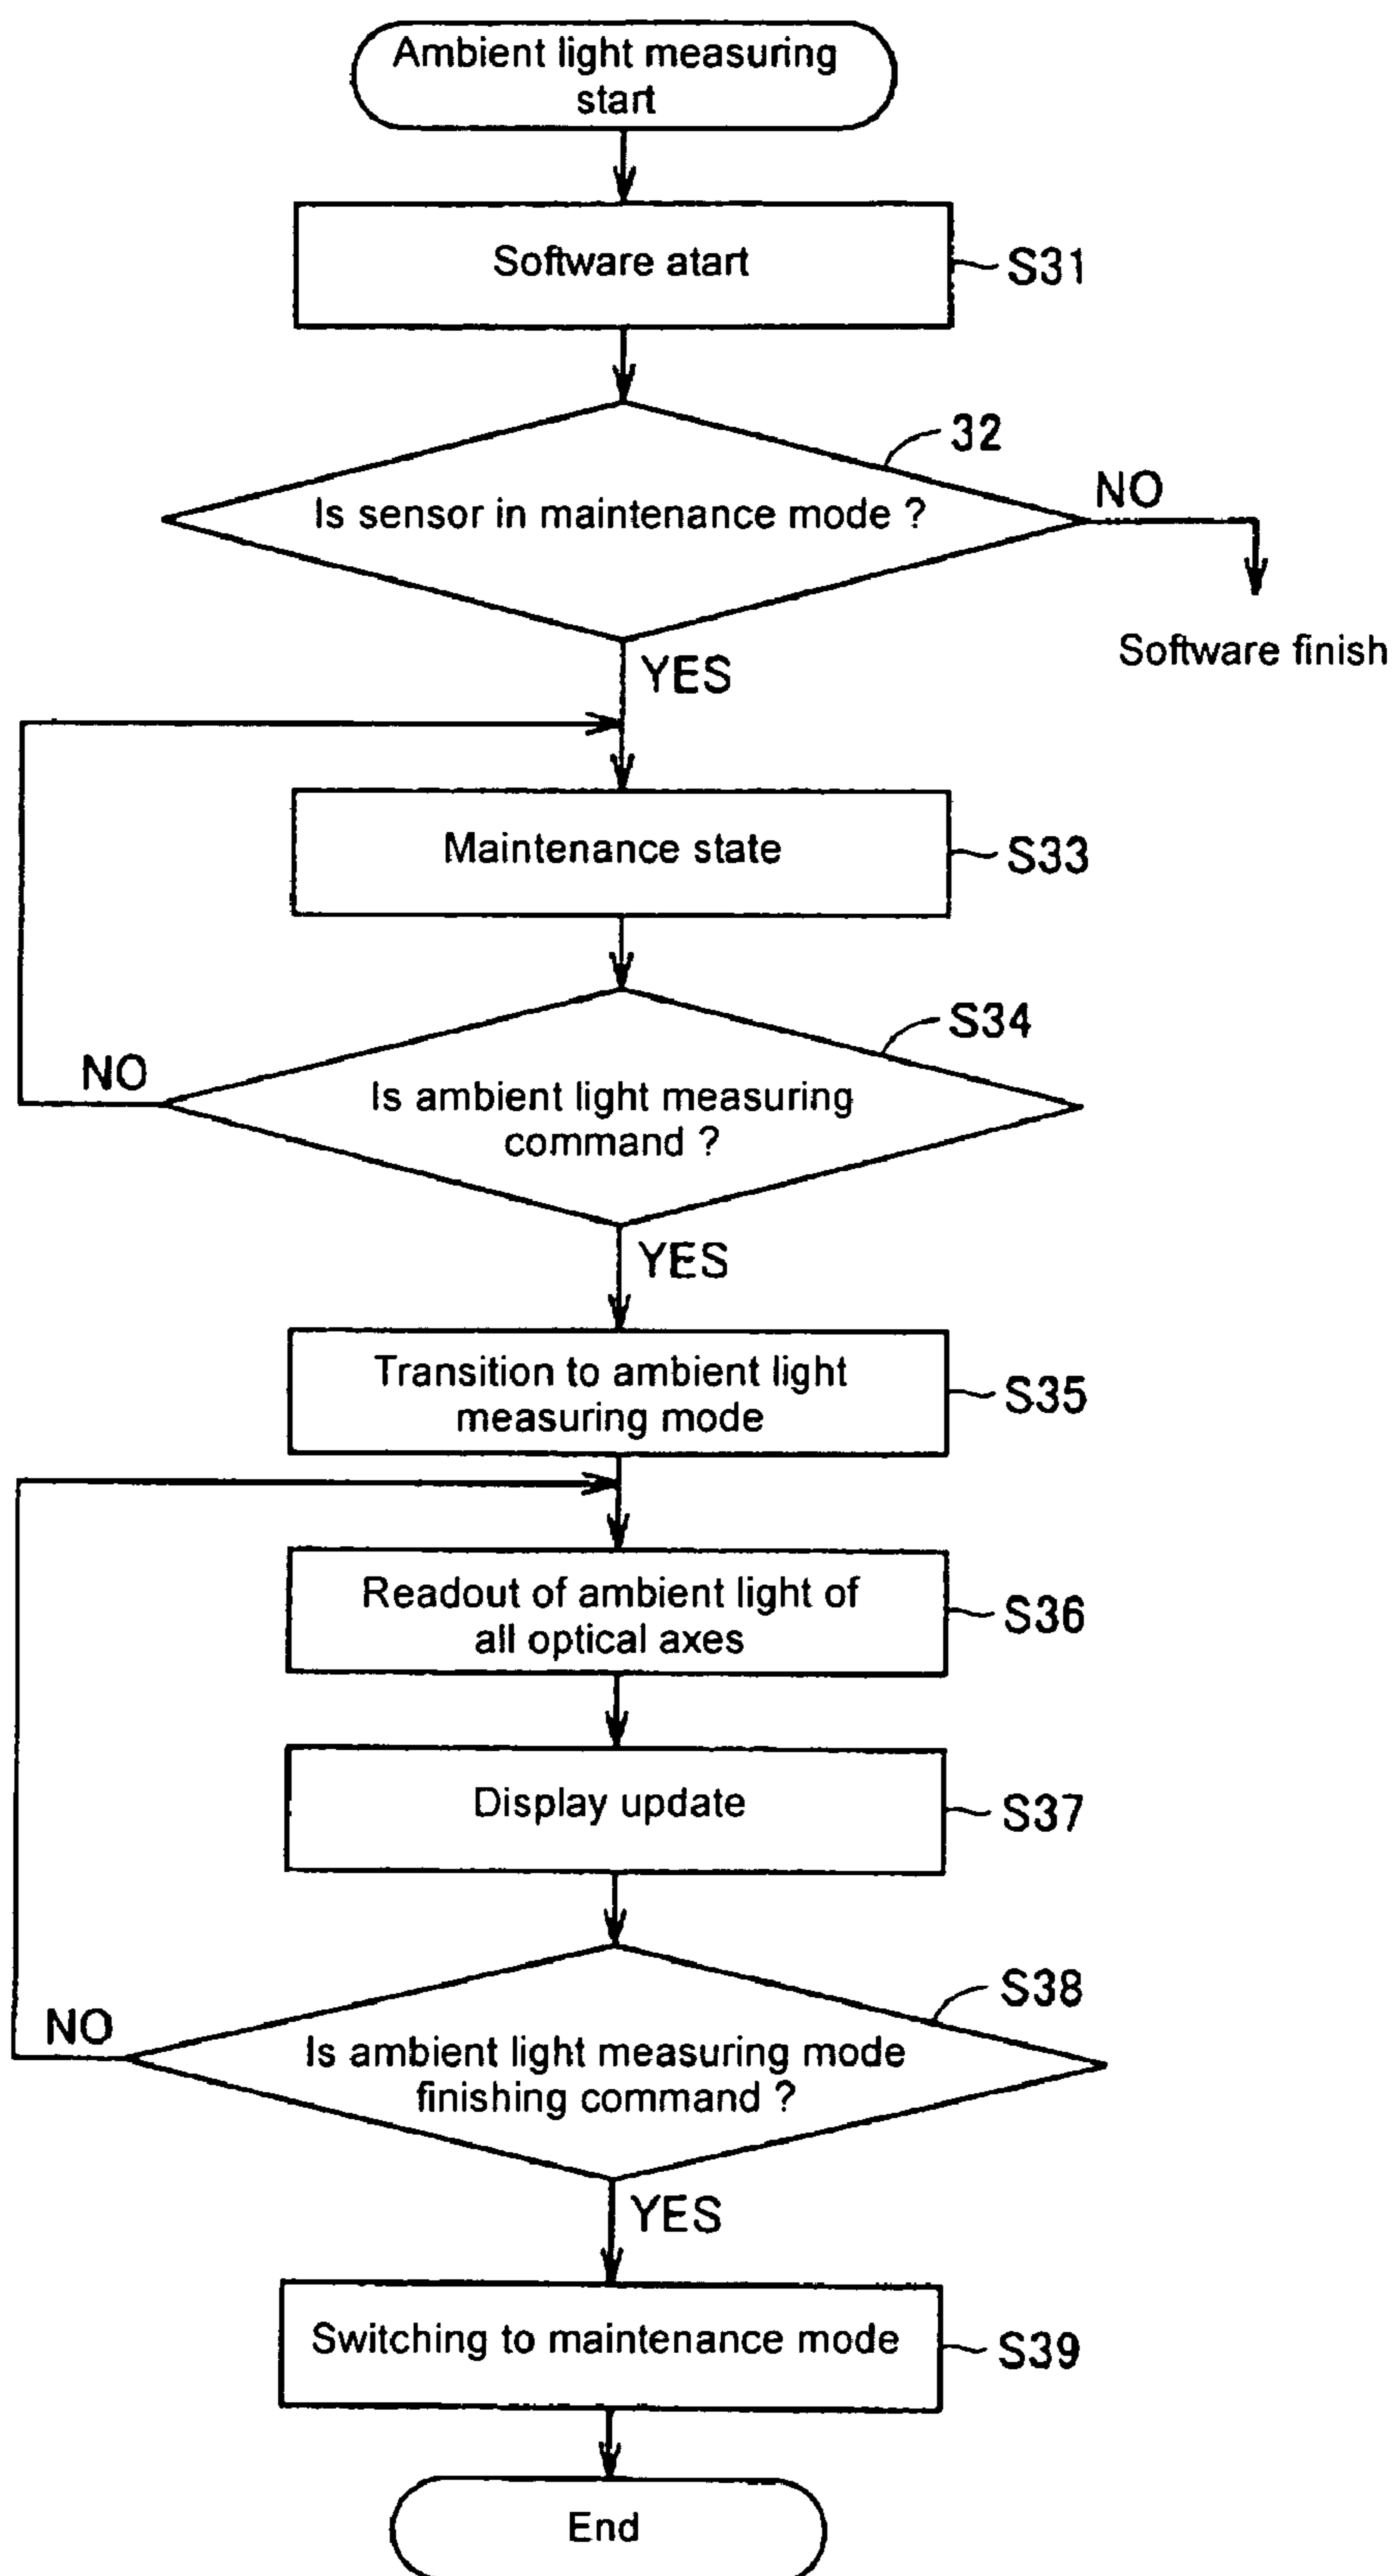 Ambient light measuring
start
Software atart
S31
32
Is sensor in maintenance mode ?
NO
Software finish
YES
Maintenance state
S33
S34
NO
Is ambient light measuring
command ?
YES
Transition to ambient light
measuring mode
S35
Readout of ambient light of
all optical axes
S36
Display update
S37
S38
NO
Is ambient light measuring mode
finishing command ?
YES
Switching to maintenance mode
S39
End